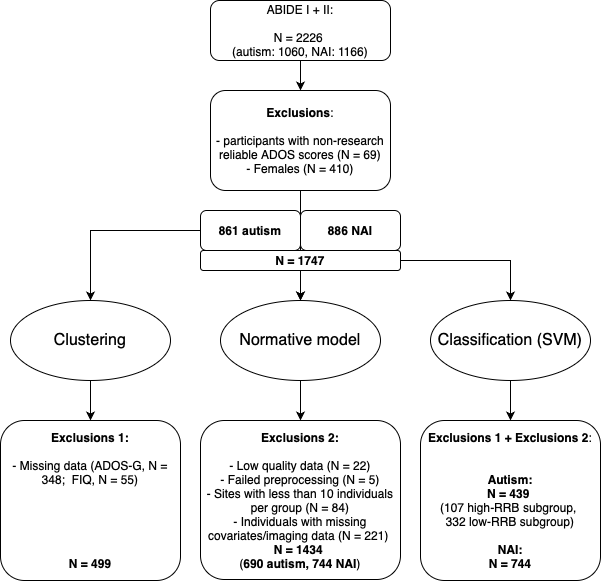 ABIDE I + II:
N = 2226
(autism: 1060, NAI: 1166)
Exclusions:
- participants with non-research
reliable ADOS scores (N = 69)
- Females (N = 410)
861 autism
886 NAI
N = 1747
Clustering
Normative model
Classification (SVM)
Exclusions 1:
- Missing data (ADOS-G, N =
348;  FIQ, N = 55)
N = 499
Exclusions 2:
- Low quality data (N = 22)
- Failed preprocessing (N = 5)
- Sites with less than 10 individuals
per group (N = 84)
- Individuals with missing
covariates/imaging data (N = 221)
N = 1434
(690 autism, 744 NAI)
Exclusions 1 + Exclusions 2:
Autism:
N = 439
(107 high-RRB subgroup,
332 low-RRB subgroup)
NAI:
N = 744